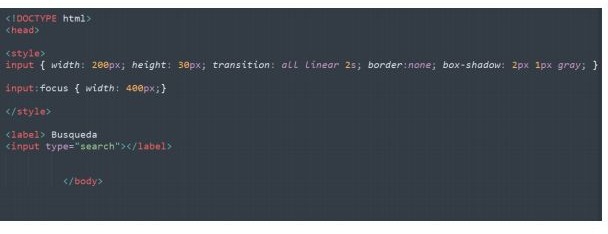 <!DOCTYPE html>
<head>
<style>
input { width: 200px; height: 30px; transition: all linear 2s; border:none; box-shadow: 2px 1px gray; }
input:focus { width: 400px;}
</style>
<label> Busqueda
<input type="search"></label>
</body>